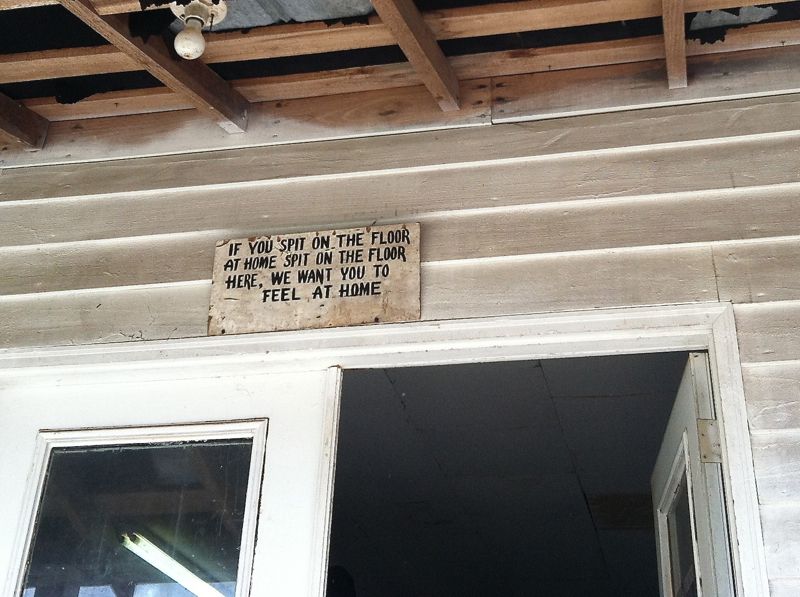 IF YOU SPIT ON THE FLOOR
AT HOME SPIT ON THE FLOOR
HERE, WE WANT YOU TO
FEEL AT HOME